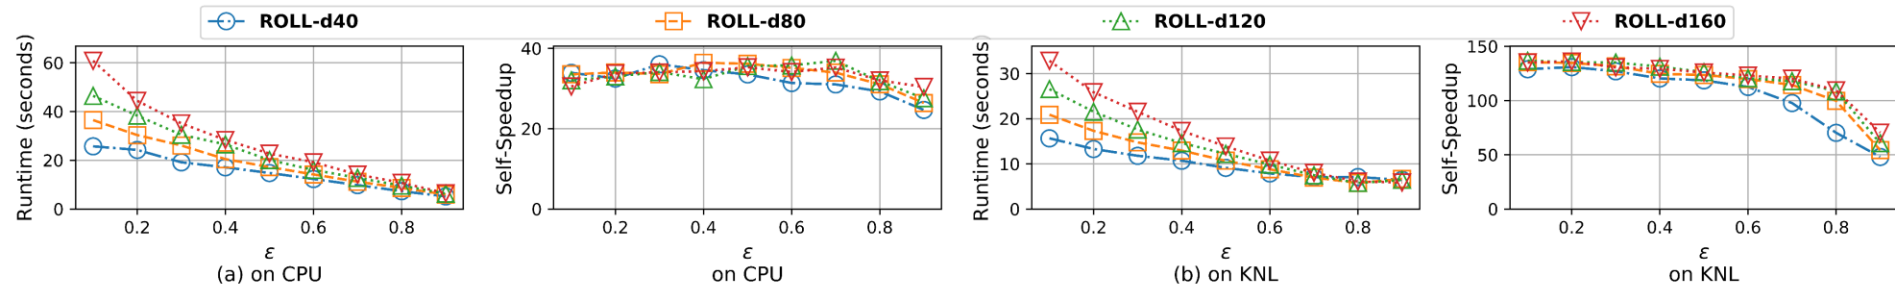 ROLL-d40 ROLL-d80 ROLL-d120 ROLL-d160
Runtime (seconds)
60
40
20
0
0.2 0.4 0.6 0.8
ε
(a) on CPU
Self-Speedup
40
20
0
0.2 0.4 0.6 0.8
ε
on CPU
Runtime (seconds)
30
20
10
0
0.2 0.4 0.6 0.8
ε
(b) on KNL
Self-Speedup
150
100
50
0
0.2 0.4 0.6 0.8
ε
on KNL